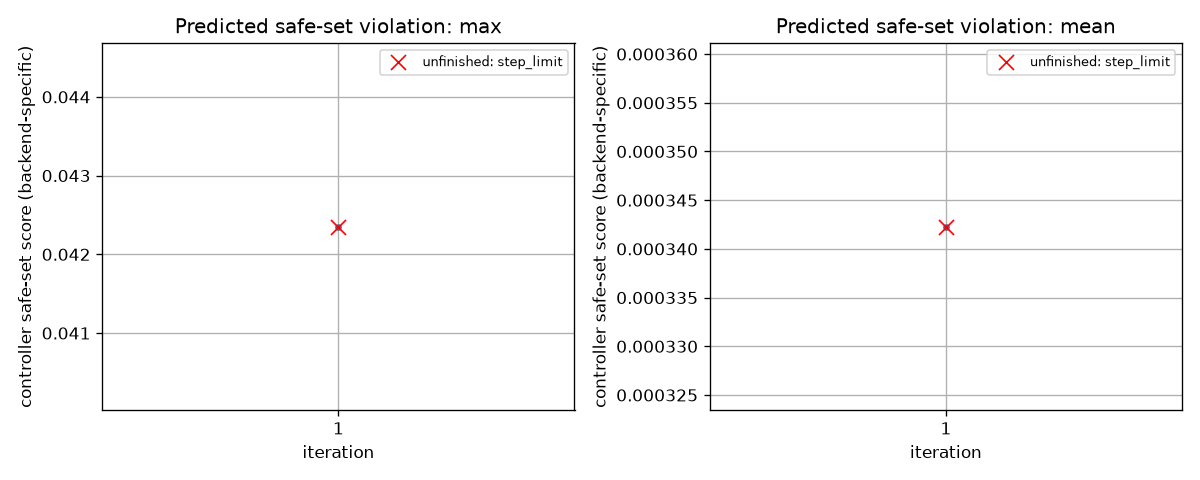 Predicted safe-set violation: max
controller safe-set score (backend-specific)
0.044
0.043
0.042
0.041
unfinished: step_limit
1
iteration
Predicted safe-set violation: mean
controller safe-set score (backend-specific)
0.000360
0.000355
0.000350
0.000345
0.000340
0.000335
0.000330
0.000325
unfinished: step_limit
1
iteration